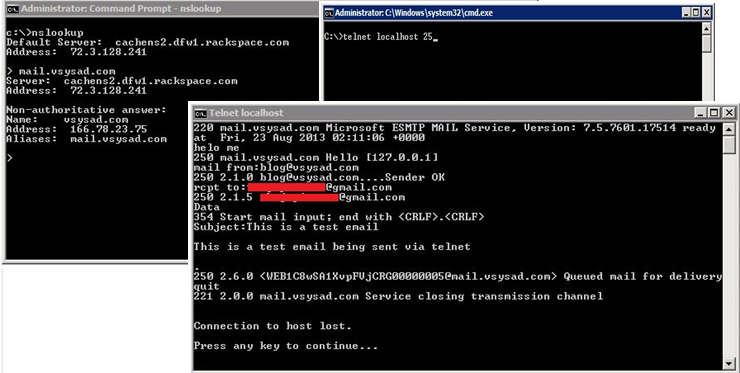 Administrator: Command Prompt - nslookup
c:\>nslookup
Default Server:  cachens2.dfw1.rackspace.com
Address:  72.3.128.241
> mail.vsysad.com
Server:  cachens2.dfw1.rackspace.com
Address:  72.3.128.241
Non-authoritative answer:
Name:    vsysad.com
Address:  166.78.23.75
Aliases:  mail.vsysad.com
>
Administrator: C:\Windows\system32\cmd.exe
C:\>telnet localhost 25_
Telnet localhost
220 mail.vsysad.com Microsoft ESMTP MAIL Service, Version: 7.5.7601.17514 ready
at  Fri, 23 Aug 2013 02:11:06 +0000
helo me
250 mail.vsysad.com Hello [127.0.0.1]
mail from:blog@vsysad.com
250 2.1.0 blog@vsysad.com....Sender OK
rcpt to: @gmail.com
250 2.1.5 @gmail.com
Data
354 Start mail input; end with <CRLF>.<CRLF>
Subject:This is a test email
This is a test email being sent via telnet
.
250 2.6.0 <WEB1C8wSA1XvpFVjCRG00000005@mail.vsysad.com> Queued mail for delivery
quit
221 2.0.0 mail.vsysad.com Service closing transmission channel
Connection to host lost.
Press any key to continue...